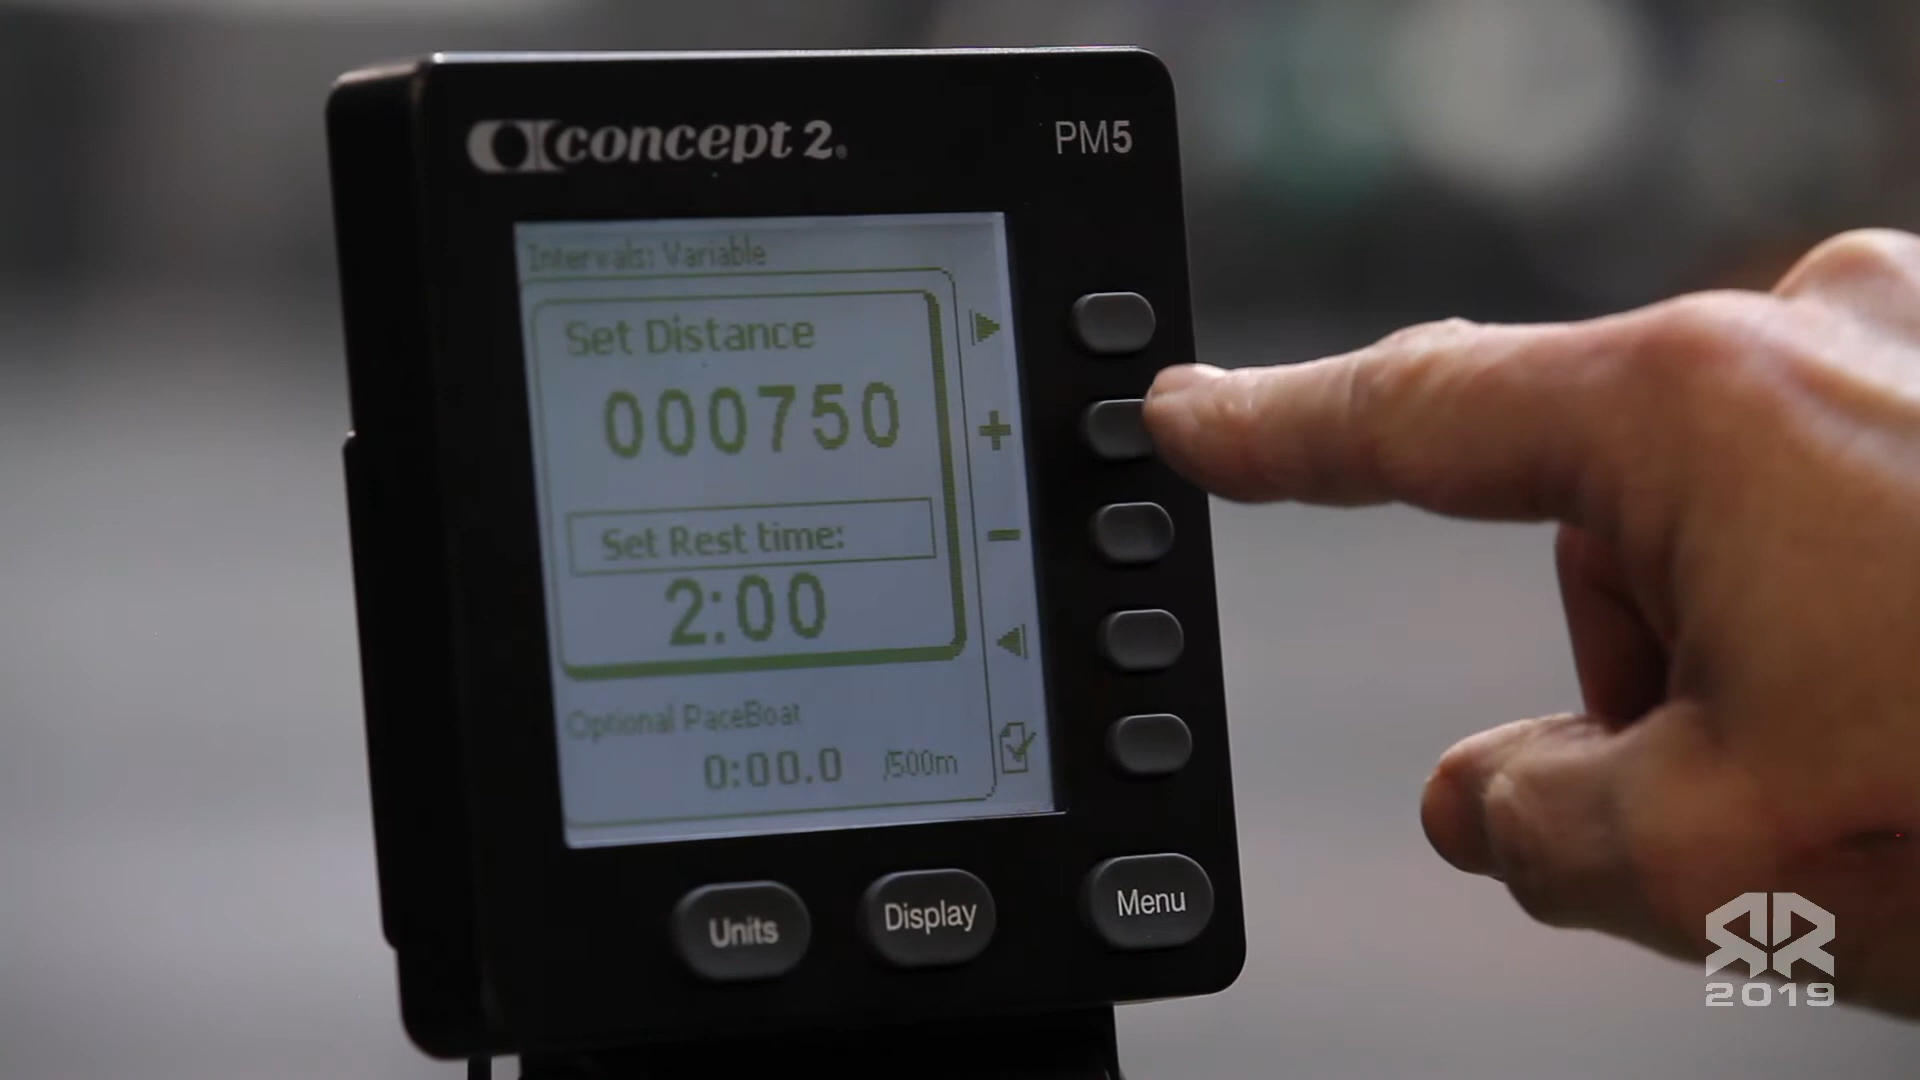 concept 2. PM5
Intervals: Variable
Set Distance
000750
+
Set Rest time:
-
2:00
Optional PaceBoat
0:00.0 /500m
Units Display Menu
RR
2019